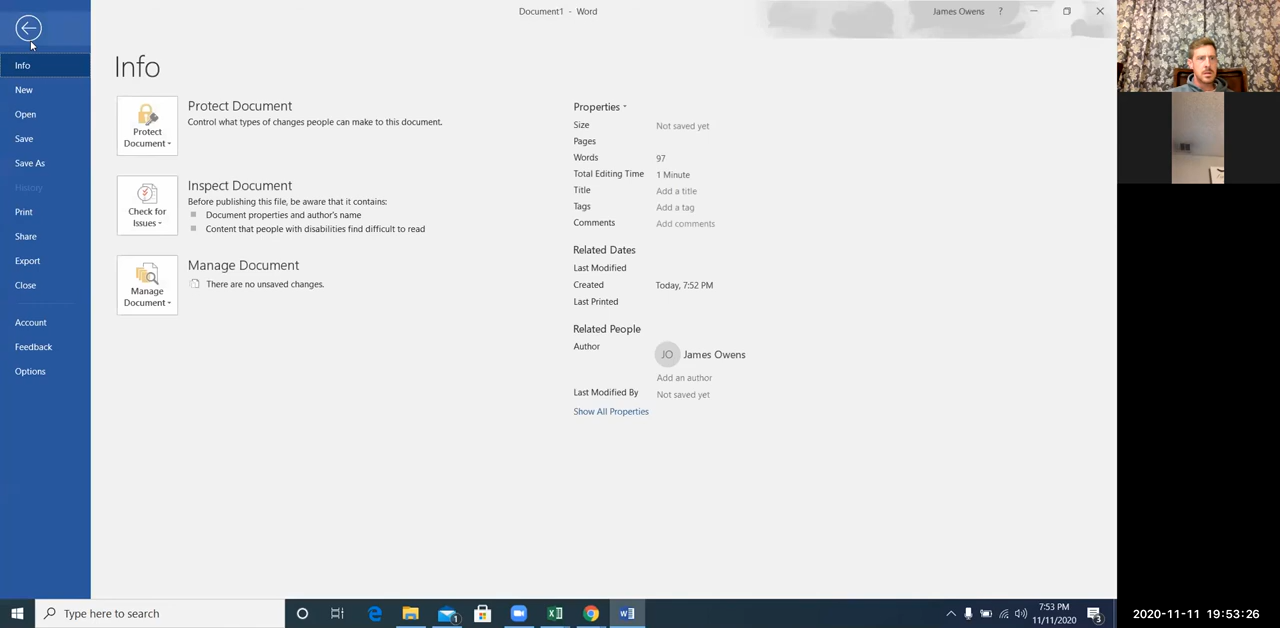 Document1 - Word
James Owens ?
Info
New
Open
Save
Save As
History
Print
Share
Export
Close
Account
Feedback
Options
Info
Protect Document
Control what types of changes people can make to this document.
Protect
Document
Inspect Document
Before publishing this file, be aware that it contains:
Document properties and author's name
Content that people with disabilities find difficult to read
Check for
Issues
Manage Document
There are no unsaved changes.
Manage
Document
Properties
Size Not saved yet
Pages
Words 97
Total Editing Time 1 Minute
Title Add a title
Tags Add a tag
Comments Add comments
Related Dates
Last Modified
Created Today, 7:52 PM
Last Printed
Related People
Author
JO James Owens
Add an author
Last Modified By Not saved yet
Show All Properties
Type here to search
1
7:53 PM
11/11/2020
3
2020-11-11 19:53:26